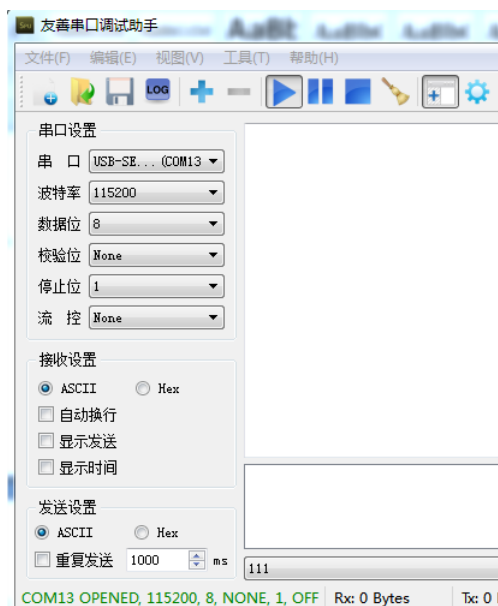 友善串口调试助手
文件(F) 编辑(E) 视图(V) 工具(T) 帮助(H)
LOG
串口设置
串 口 USB-SE... (COM13
波特率 115200
数据位 8
校验位 None
停止位 1
流 控 None
接收设置
ASCII Hex
自动换行
显示发送
显示时间
发送设置
ASCII Hex
重复发送 1000 ms
111
COM13 OPENED, 115200, 8, NONE, 1, OFF Rx: 0 Bytes Tx: 0